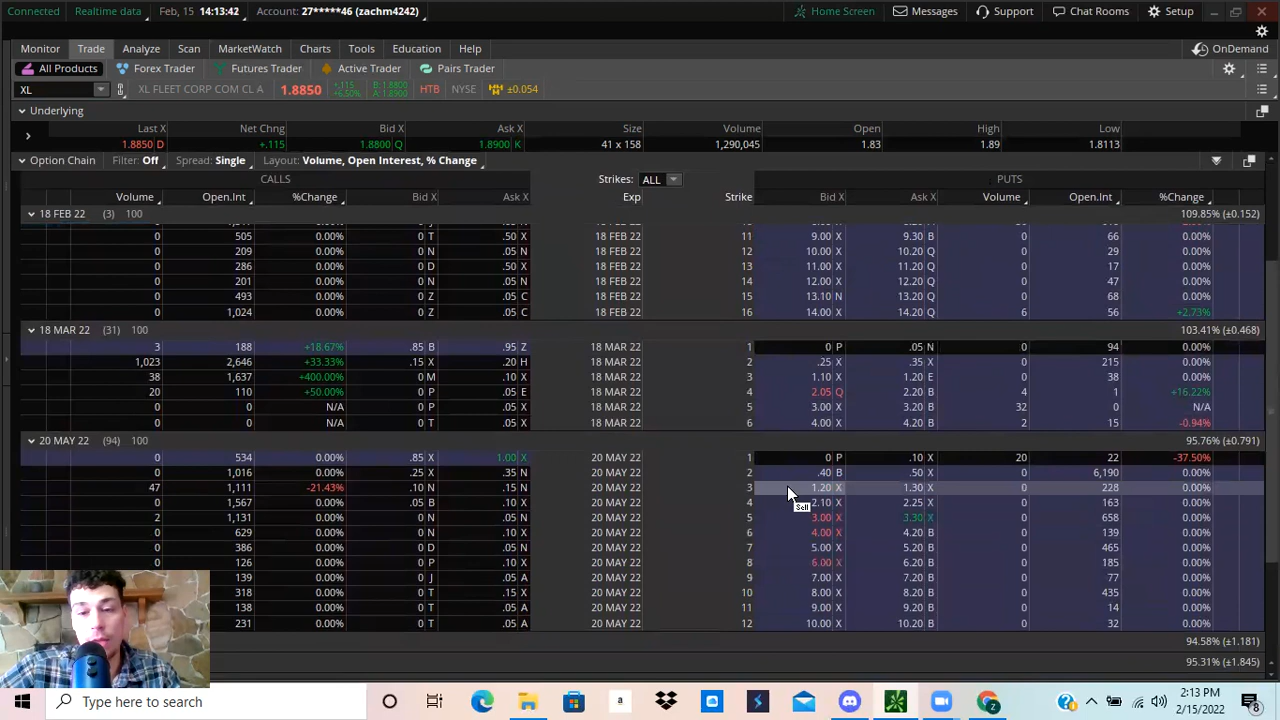 Connected Realtime data Feb, 15 14:13:42 Account: 27*****46 (zachm4242) Home Screen Messages Support Chat Rooms Setup
Monitor Trade Analyze Scan MarketWatch Charts Tools Education Help OnDemand
All Products Forex Trader Futures Trader Active Trader Pairs Trader
XL XL FLEET CORP COM CL A 1.8850 +.115 +6.50% B: 1.8800 A: 1.8900 HTB NYSE ±0.054
Underlying
Last X Net Chng Bid X Ask X Size Volume Open High Low
1.8850 D +.115 1.8800 Q 1.8900 K 41 x 158 1,290,045 1.83 1.89 1.8113
Option Chain Filter: Off Spread: Single Layout: Volume, Open Interest, % Change
CALLS Strikes: ALL PUTS
Volume Open.Int %Change Bid X Ask X Exp Strike Bid X Ask X Volume Open.Int %Change
18 FEB 22 (3) 100 109.85% (±0.152)
0 505 0.00% 0 T .50 X 18 FEB 22 11 9.00 X 9.30 B 0 66 0.00%
0 209 0.00% 0 N .05 X 18 FEB 22 12 10.00 X 10.20 Q 0 29 0.00%
0 286 0.00% 0 D .50 X 18 FEB 22 13 11.00 X 11.20 Q 0 17 0.00%
0 201 0.00% 0 N .05 X 18 FEB 22 14 12.00 X 12.20 Q 0 47 0.00%
0 493 0.00% 0 Z .05 C 18 FEB 22 15 13.10 N 13.20 Q 0 68 0.00%
0 1,024 0.00% 0 Z .05 C 18 FEB 22 16 14.00 X 14.20 Q 6 56 +2.73%
18 MAR 22 (31) 100 103.41% (±0.468)
3 188 +18.67% .85 B .95 Z 18 MAR 22 1 0 P .05 N 0 94 0.00%
1,023 2,646 +33.33% .15 X .20 H 18 MAR 22 2 .25 X .35 X 0 215 0.00%
38 1,637 +400.00% 0 M .10 X 18 MAR 22 3 1.10 X 1.20 E 0 38 0.00%
20 110 +50.00% 0 P .05 E 18 MAR 22 4 2.05 Q 2.20 B 4 1 +16.22%
0 0 N/A 0 P .05 X 18 MAR 22 5 3.00 X 3.20 B 32 0 N/A
0 0 N/A 0 T .05 X 18 MAR 22 6 4.00 X 4.20 B 2 15 -0.94%
20 MAY 22 (94) 100 95.76% (±0.791)
0 534 0.00% .85 X 1.00 X 20 MAY 22 1 0 P .10 X 20 22 -37.50%
0 1,016 0.00% .25 X .35 N 20 MAY 22 2 .40 B .50 X 0 6,190 0.00%
47 1,111 -21.43% .10 N .15 N 20 MAY 22 3 1.20 X 1.30 X 0 228 0.00%
0 1,567 0.00% .05 B .10 X 20 MAY 22 4 2.10 X 2.25 X 0 163 0.00%
2 1,131 0.00% 0 N .05 N 20 MAY 22 5 3.00 X 3.30 X 0 658 0.00%
0 629 0.00% 0 N .10 X 20 MAY 22 6 4.00 X 4.20 B 0 139 0.00%
0 386 0.00% 0 D .05 N 20 MAY 22 7 5.00 X 5.20 B 0 465 0.00%
0 126 0.00% 0 P .10 X 20 MAY 22 8 6.00 X 6.20 B 0 185 0.00%
139 0.00% 0 J .05 A 20 MAY 22 9 7.00 X 7.20 B 0 77 0.00%
318 0.00% 0 T .15 X 20 MAY 22 10 8.00 X 8.20 B 0 435 0.00%
138 0.00% 0 T .05 A 20 MAY 22 11 9.00 X 9.20 B 0 14 0.00%
231 0.00% 0 T .05 A 20 MAY 22 12 10.00 X 10.20 B 0 32 0.00%
Sell
94.58% (±1.181)
95.31% (±1.845)
Type here to search
2:13 PM
2/15/2022
8